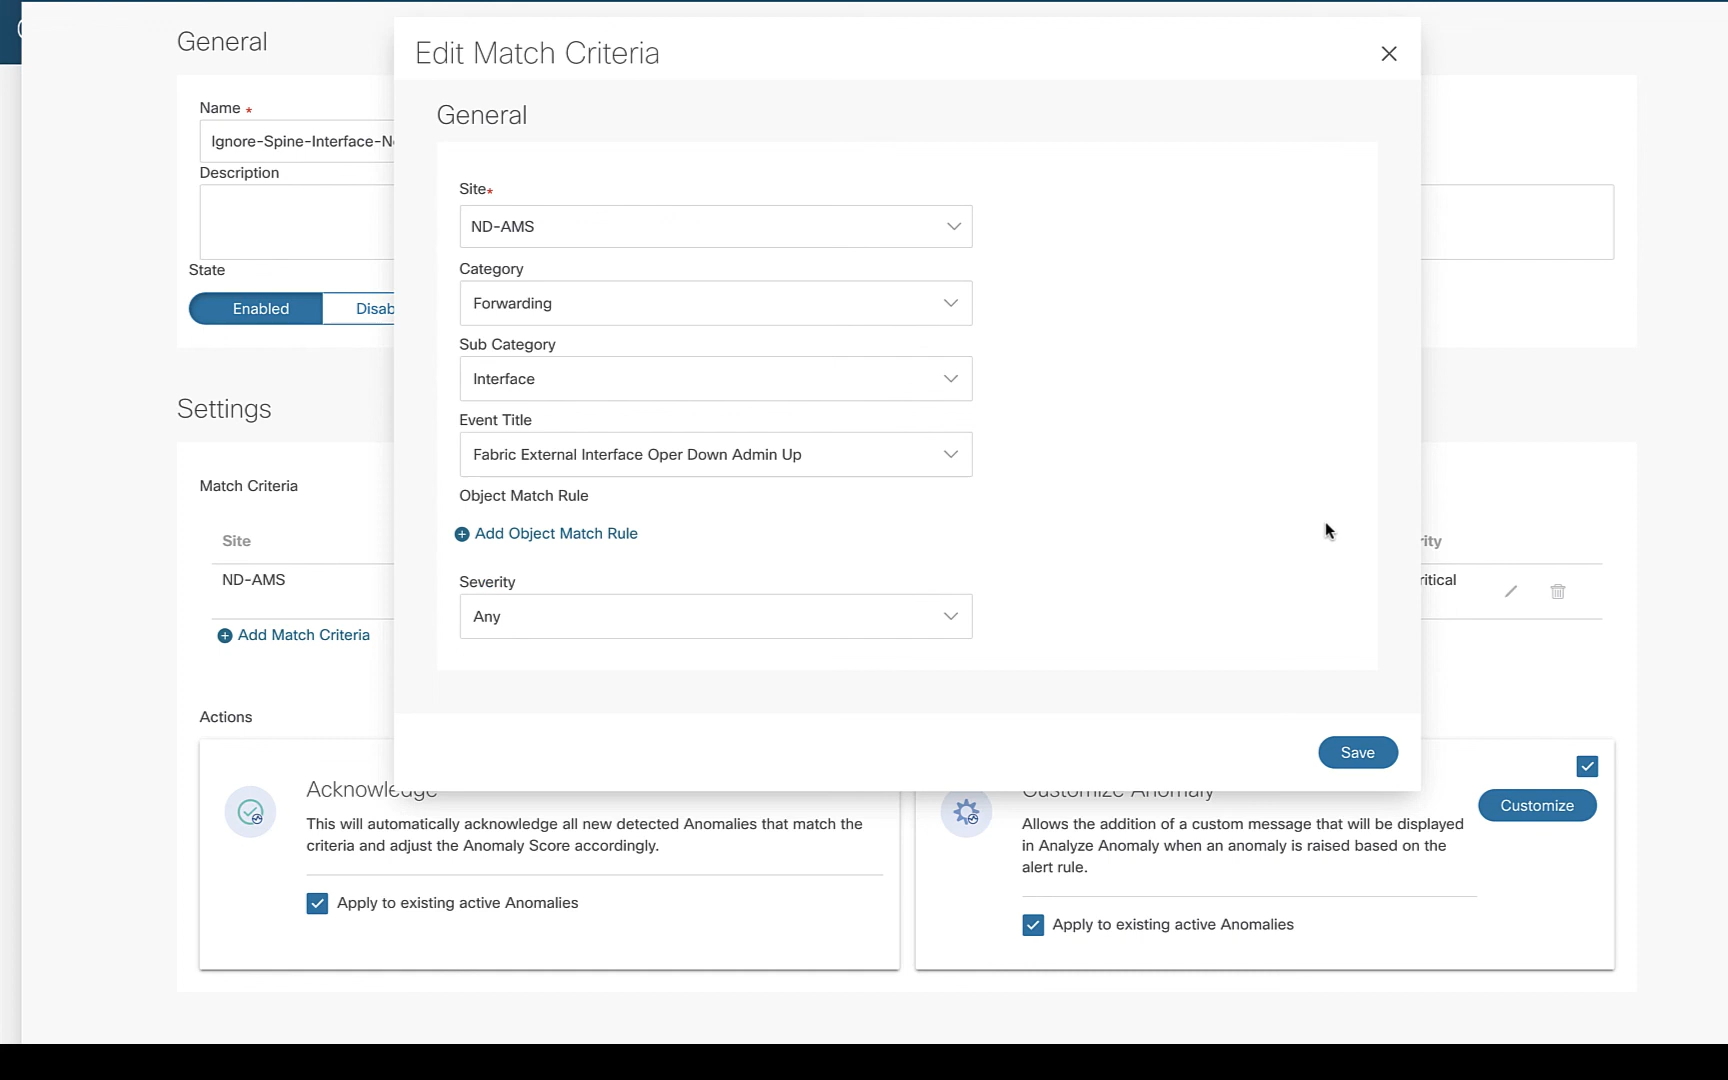 General
Name *
Ignore-Spine-Interface-N
Description
State
Enabled
Disab
Settings
Match Criteria
Site
ND-AMS
Add Match Criteria
Edit Match Criteria
General
Site*
ND-AMS
Category
Forwarding
Sub Category
Interface
Event Title
Fabric External Interface Oper Down Admin Up
Object Match Rule
Add Object Match Rule
Severity
Any
Save
rity
ritical
Actions
Acknowledge
This will automatically acknowledge all new detected Anomalies that match the
criteria and adjust the Anomaly Score accordingly.
Apply to existing active Anomalies
Customize Anomaly
Customize
Allows the addition of a custom message that will be displayed
in Analyze Anomaly when an anomaly is raised based on the
alert rule.
Apply to existing active Anomalies